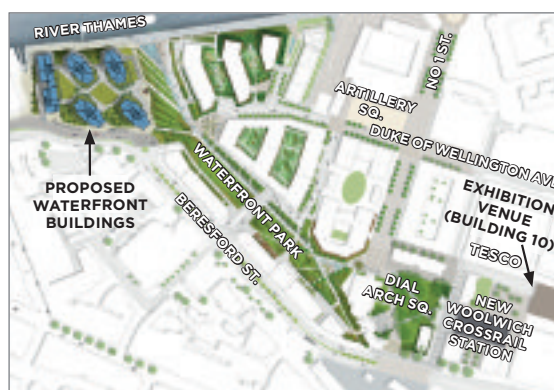 RIVER THAMES
NO 1 ST.
ARTILLERY
SQ.
DUKE OF WELLINGTON AVE
PROPOSED
WATERFRONT
BUILDINGS
WATERFRONT PARK
BERESFORD ST.
EXHIBITION
VENUE
(BUILDING 10)
TESCO
DIAL
ARCH SQ.
NEW
WOOLWICH
CROSSRAIL
STATION